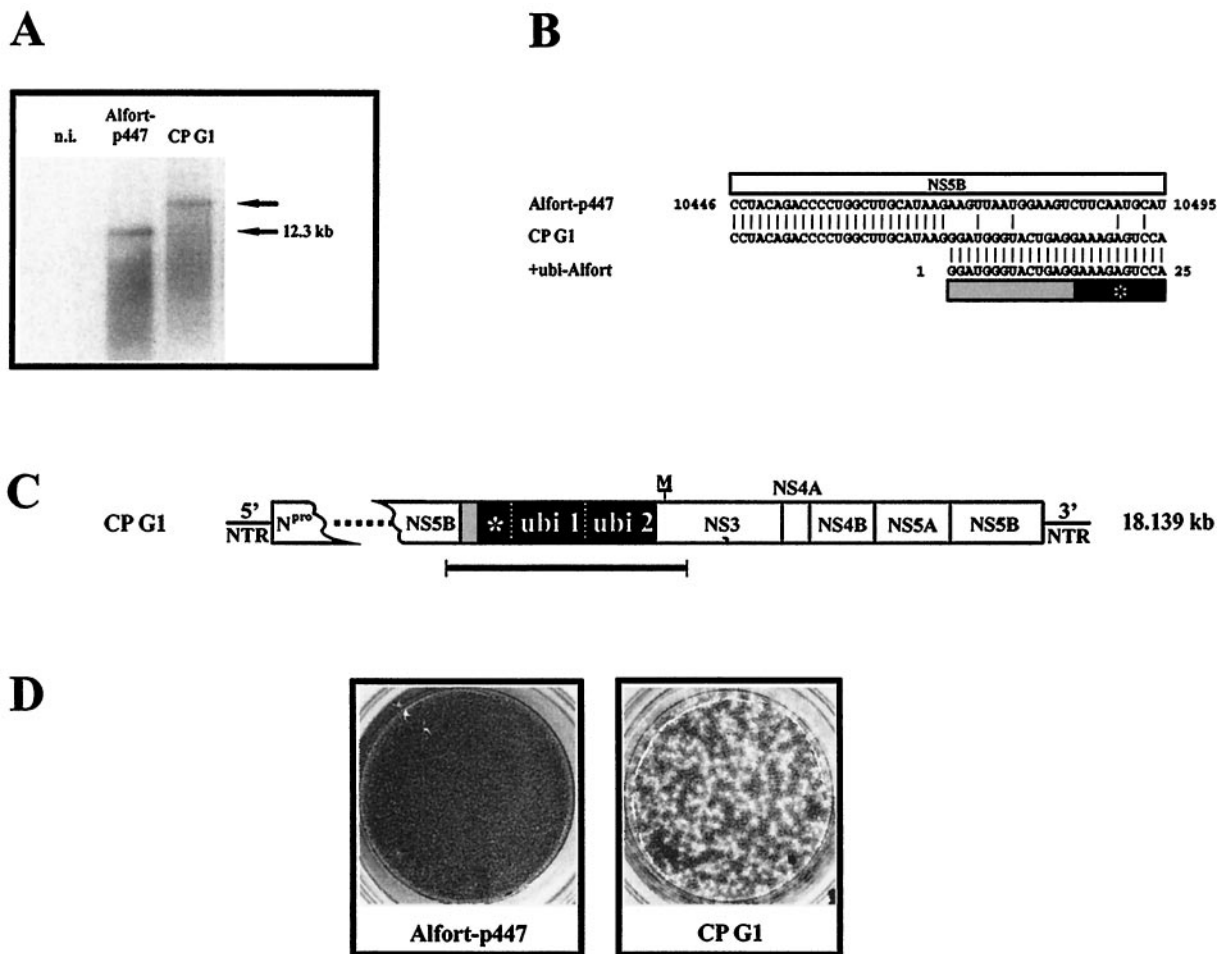 A
n.i.
Alfort-
p447
CP G1
12.3 kb
B
NS5B
Alfort-p447 10446 CCUACAGACCCCUGGCUUGCAUAAGAAGUUAAUGGAAGUCUUCAAUGCAU 10495
CP G1 CCUACAGACCCCUGGCUUGCAUAAGGGAUGGGUACUGAGGAAAGAGUCCA
+ubi-Alfort 1 GGAUGGGUACUGAGGAAAGAGUCCA 25
*
C
CP G1
5' NTR
Npro
NS5B
*
ubi 1
ubi 2
M
NS3
NS4A
NS4B
NS5A
NS5B
3' NTR
18.139 kb
D
Alfort-p447
CP G1